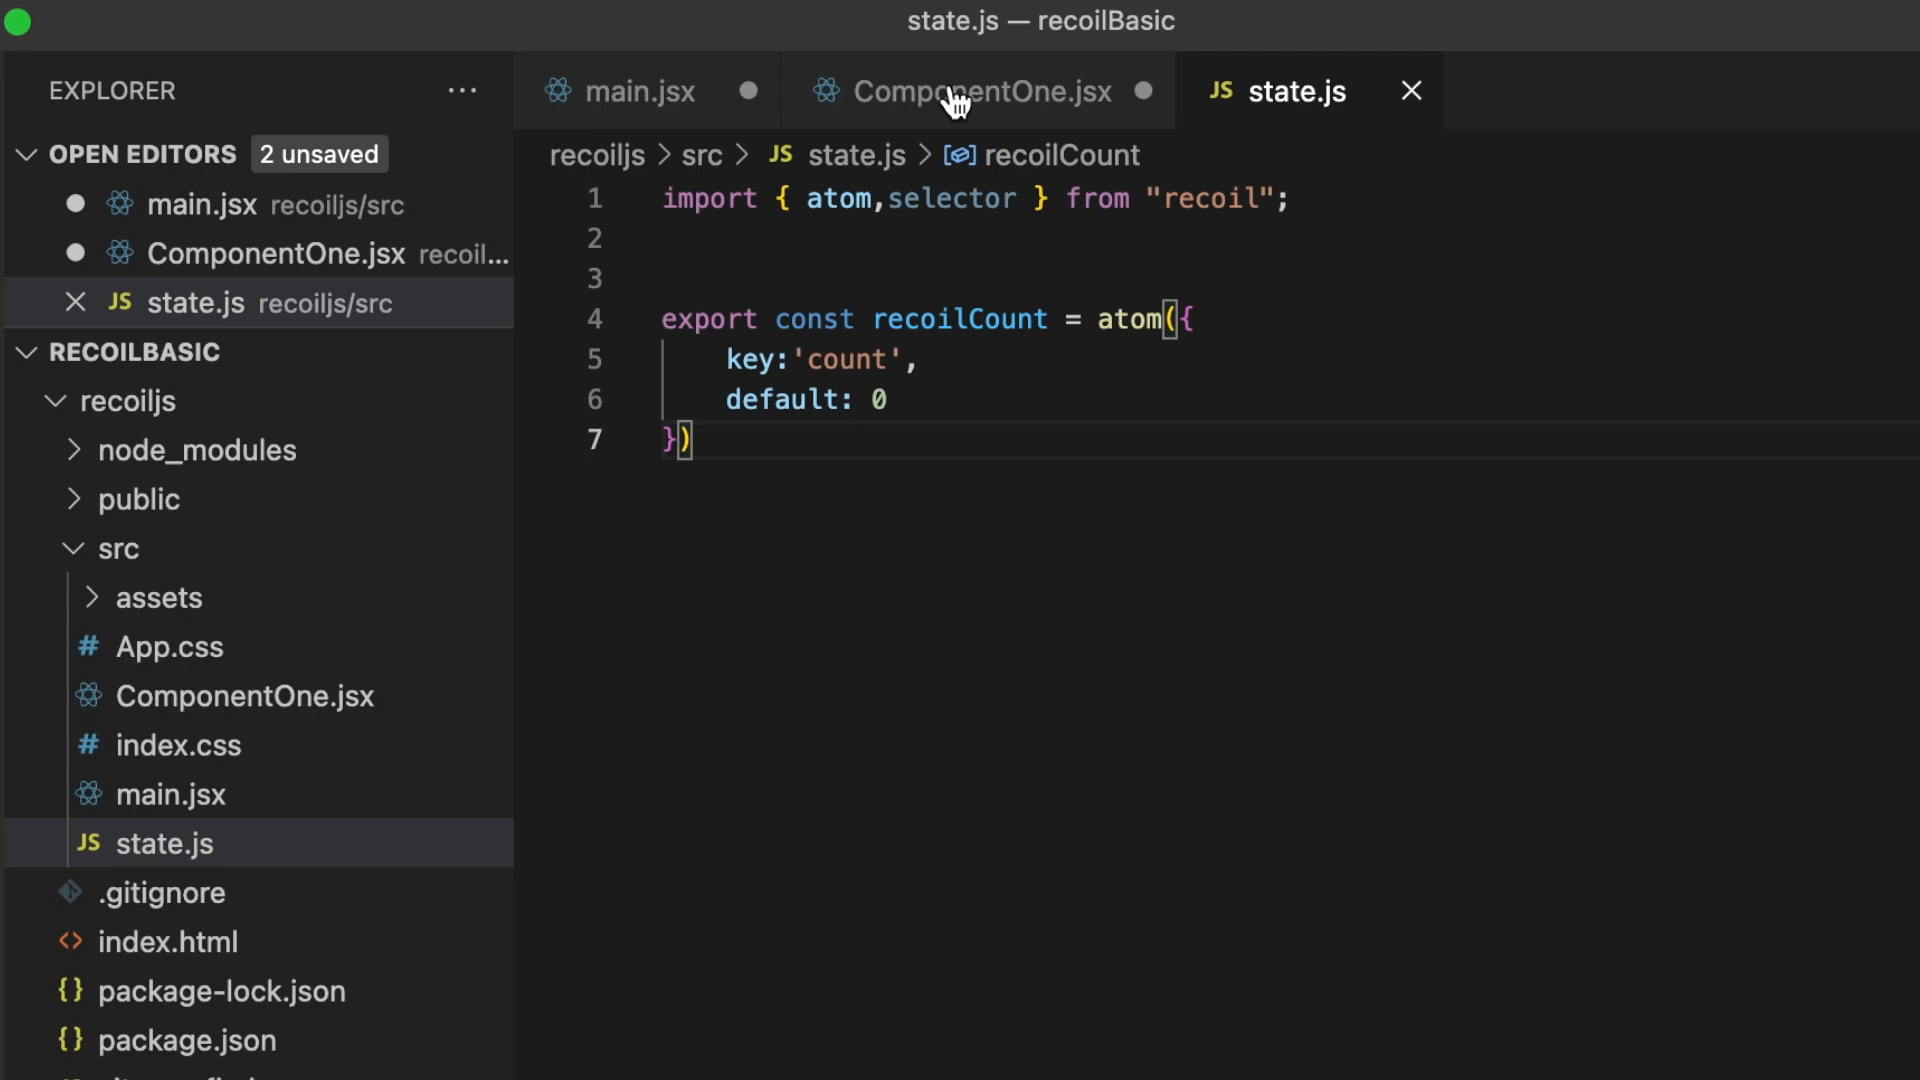 state.js — recoilBasic
EXPLORER
OPEN EDITORS 2 unsaved
main.jsx recoiljs/src
ComponentOne.jsx recoil...
JS state.js recoiljs/src
RECOILBASIC
recoiljs
node_modules
public
src
assets
# App.css
ComponentOne.jsx
# index.css
main.jsx
JS state.js
.gitignore
<> index.html
{} package-lock.json
{} package.json
main.jsx
ComponentOne.jsx
JS state.js
recoiljs > src > JS state.js > recoilCount
1 import { atom,selector } from "recoil";
2
3
4 export const recoilCount = atom({
5 key:'count',
6 default: 0
7 })